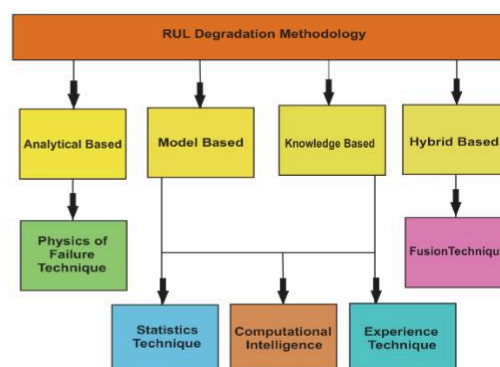 RUL Degradation Methodology
Analytical Based
Model Based
Knowledge Based
Hybrid Based
Physics of
Failure
Technique
FusionTechnique
Statistics
Technique
Computational
Intelligence
Experience
Technique